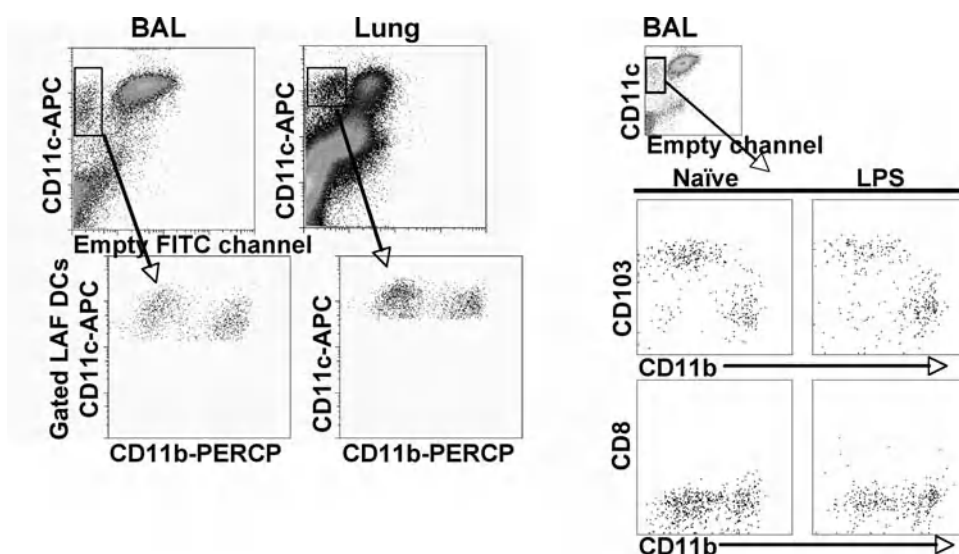 BAL
Lung
CD11c-APC
CD11c-APC
Empty FITC channel
Gated LAF DCs
CD11c-APC
CD11c-APC
CD11b-PERCP
CD11b-PERCP
BAL
CD11c
Empty channel
Naïve
LPS
CD103
CD11b
CD8
CD11b